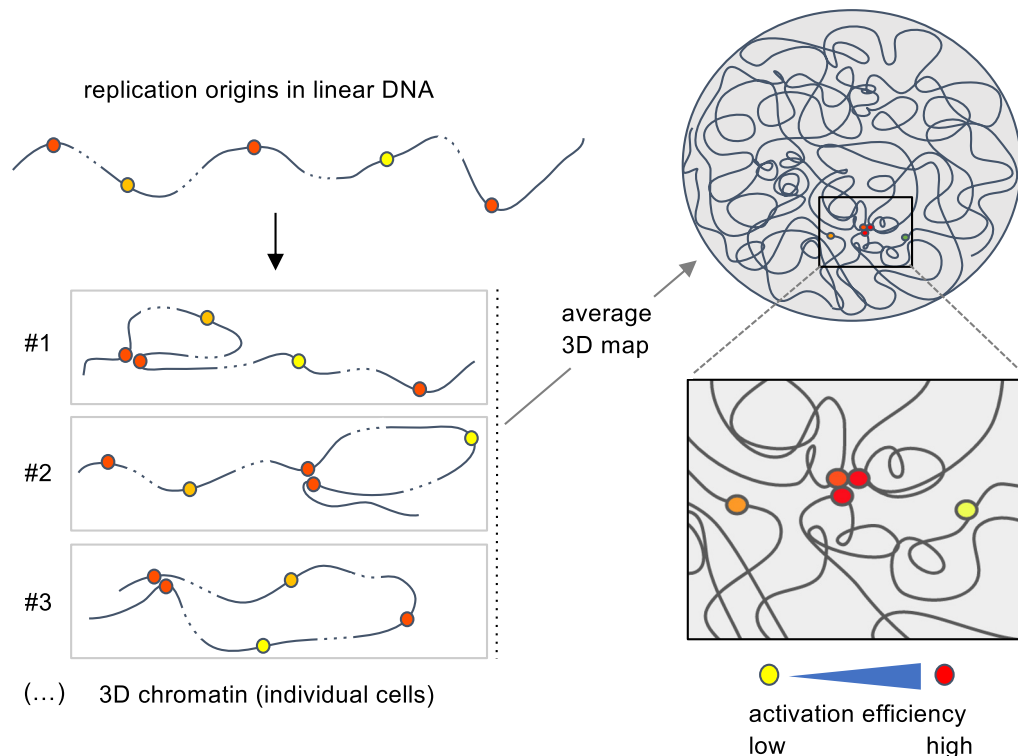 replication origins in linear DNA
#1
#2
#3
(...) 3D chromatin (individual cells)
average
3D map
activation efficiency
low high